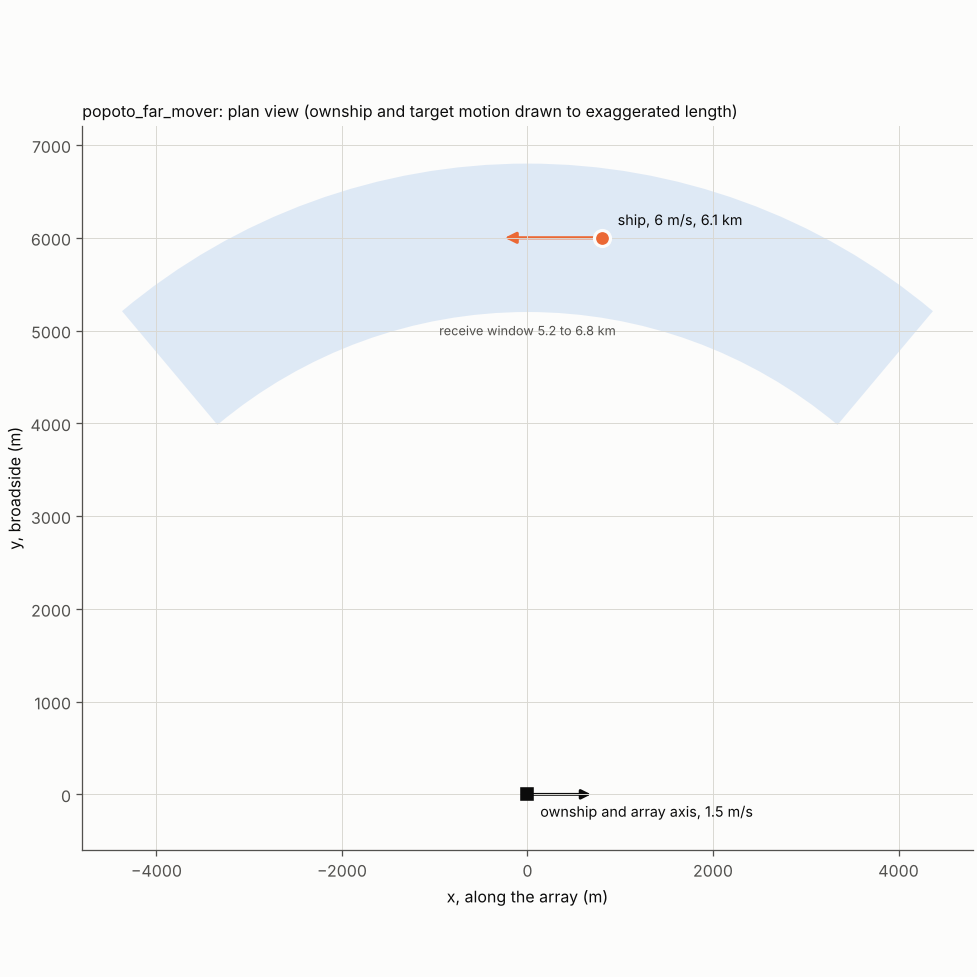 popoto_far_mover: plan view (ownship and target motion drawn to exaggerated length)
7000
ship, 6 m/s, 6.1 km
6000
receive window 5.2 to 6.8 km
5000
4000
y, broadside (m)
3000
2000
1000
0
ownship and array axis, 1.5 m/s
−4000
−2000
0
2000
4000
x, along the array (m)